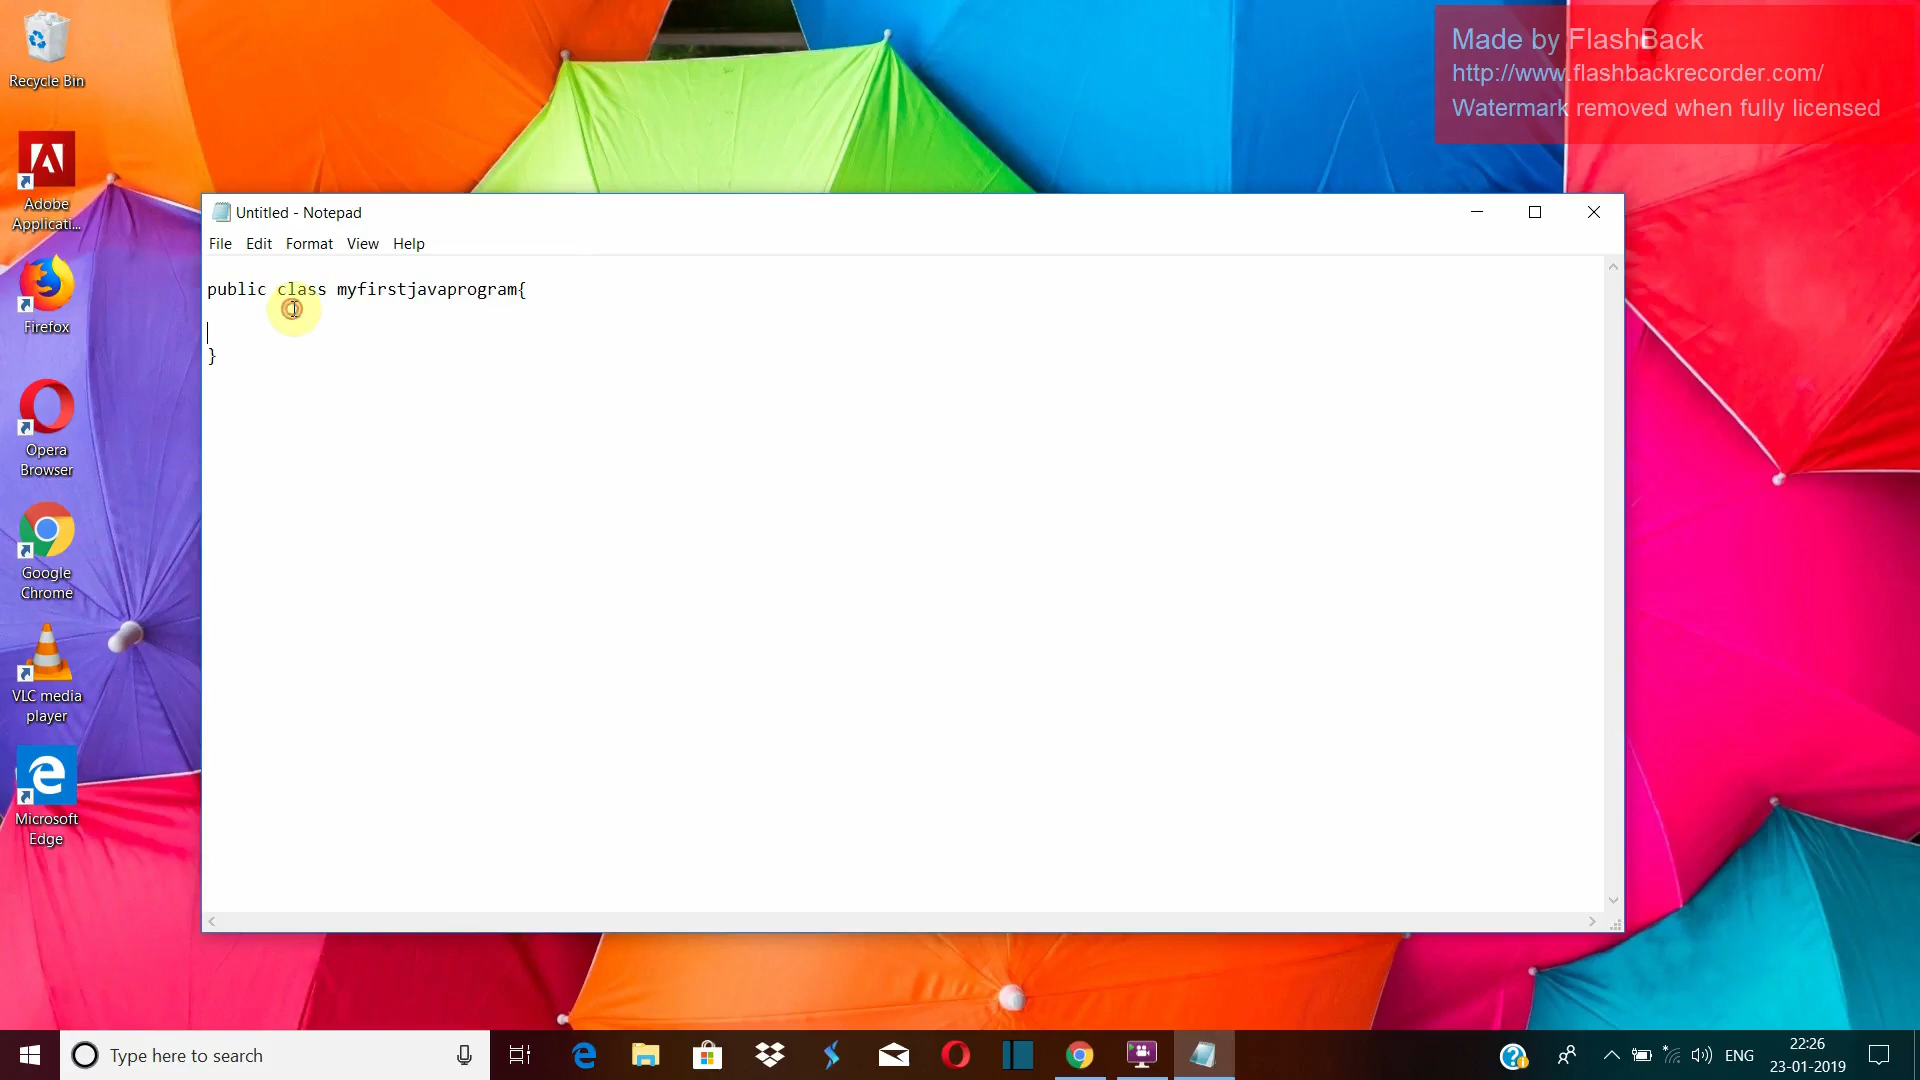 Recycle Bin
Made by FlashBack
http://www.flashbackrecorder.com/
Watermark removed when fully licensed
Adobe
Applicati...
Untitled - Notepad
File Edit Format View Help
public class myfirstjavaprogram{
}
Firefox
Opera
Browser
Google
Chrome
VLC media
player
Microsoft
Edge
Type here to search
ENG
22:26
23-01-2019